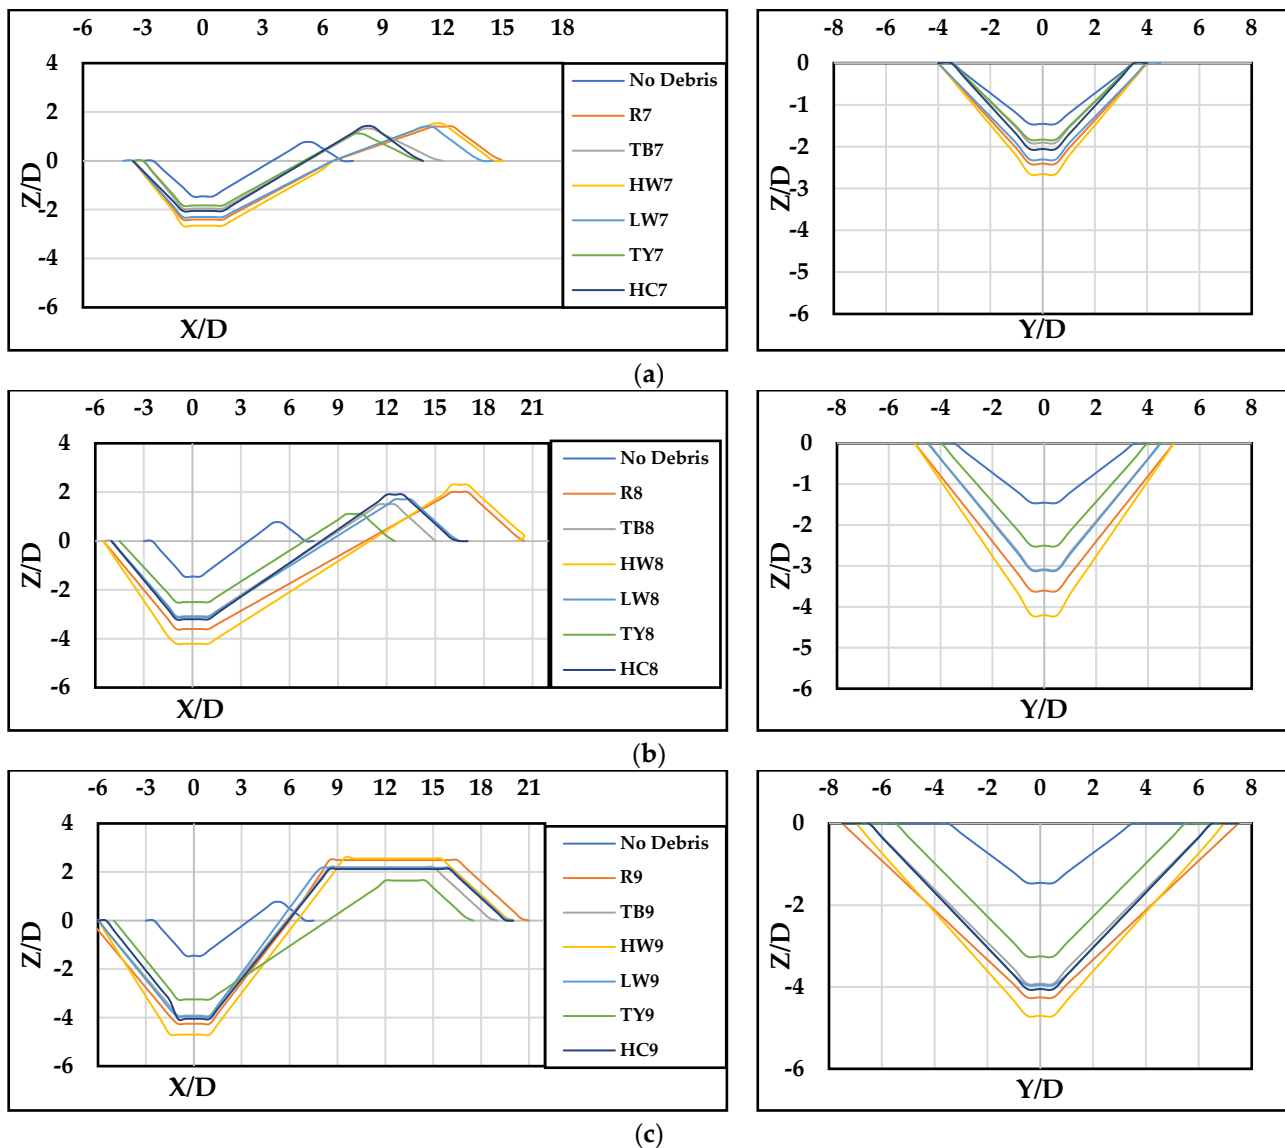 -6 -3 0 3 6 9 12 15 18
4
2
0
-2
-4
-6
Z/D
X/D
No Debris
R7
TB7
HW7
LW7
TY7
HC7
-8 -6 -4 -2 0 2 4 6 8
0
-1
-2
-3
-4
-5
-6
Z/D
Y/D
(a)
-6 -3 0 3 6 9 12 15 18 21
4
2
0
-2
-4
-6
Z/D
X/D
No Debris
R8
TB8
HW8
LW8
TY8
HC8
-8 -6 -4 -2 0 2 4 6 8
0
-1
-2
-3
-4
-5
-6
Z/D
Y/D
(b)
-6 -3 0 3 6 9 12 15 18 21
4
2
0
-2
-4
-6
Z/D
X/D
No Debris
R9
TB9
HW9
LW9
TY9
HC9
-8 -6 -4 -2 0 2 4 6 8
0
-2
-4
-6
Z/D
Y/D
(c)